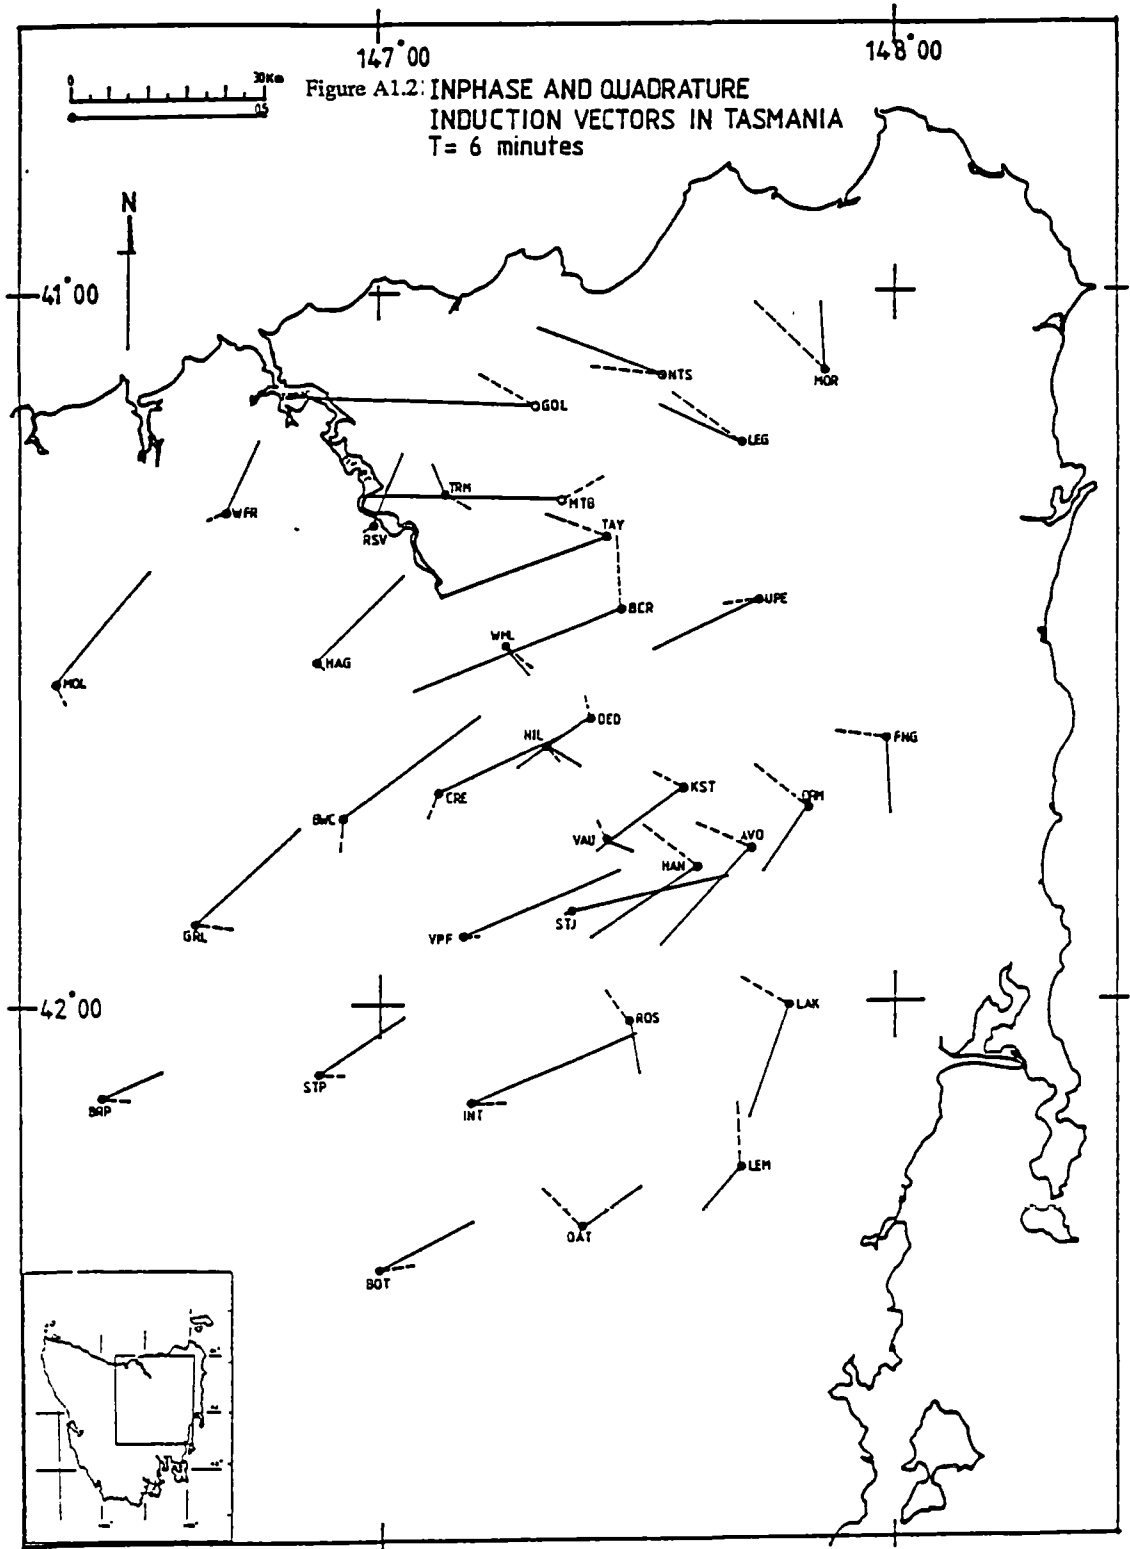 147°00
148°00
0
30Km
0.5
Figure A1.2: INPHASE AND QUADRATURE
INDUCTION VECTORS IN TASMANIA
T= 6 minutes
N
41°00
NTS
MOR
GOL
LEG
WFR
TRM
MTB
RSV
TAY
BCR
UPE
WHL
HAG
MOL
DED
NIL
FNG
CRE
KST
BWC
ORM
VAU
AVO
HAN
STJ
GRL
VPF
42°00
LAK
ROS
STP
BRP
INT
LEM
OAT
BOT